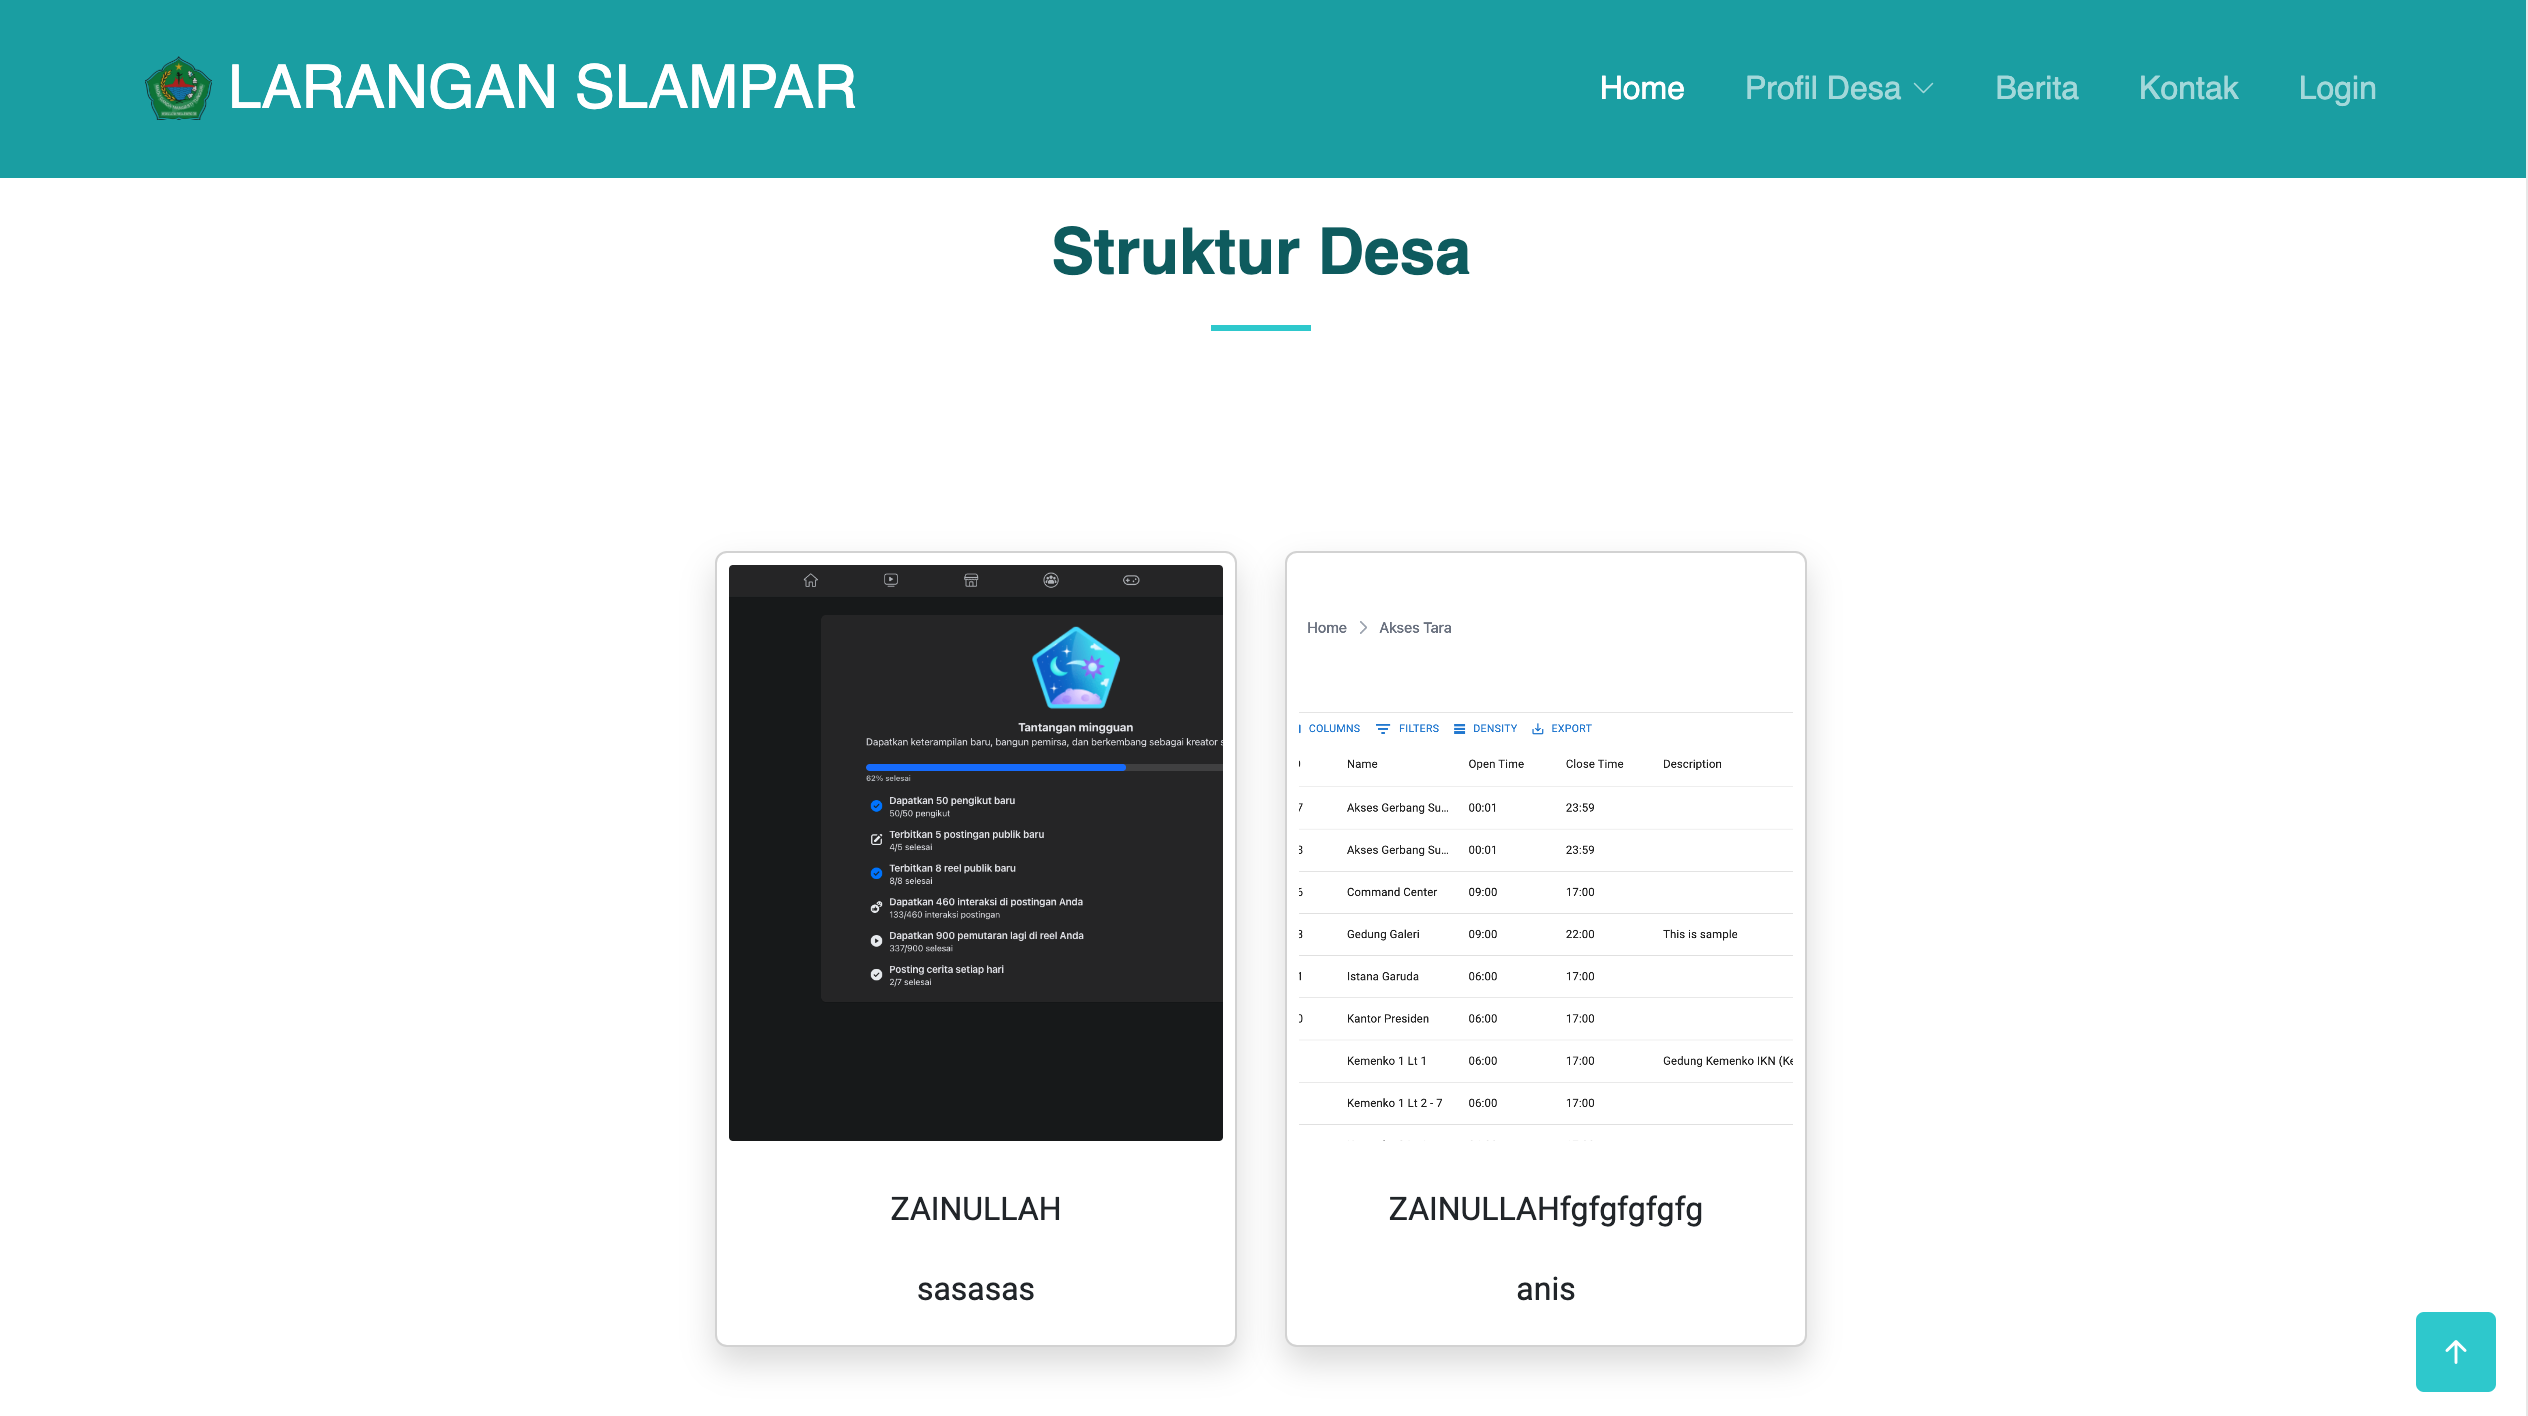 LARANGAN SLAMPAR
Home Profil Desa Berita Kontak Login
Struktur Desa
Tantangan mingguan
Dapatkan keterampilan baru, bangun pemirsa, dan berkembang sebagai kreator s
62% selesai
Dapatkan 50 pengikut baru
50/50 pengikut
Terbitkan 5 postingan publik baru
4/5 selesai
Terbitkan 8 reel publik baru
8/8 selesai
Dapatkan 460 interaksi di postingan Anda
133/460 interaksi postingan
Dapatkan 900 pemutaran lagi di reel Anda
337/900 selesai
Posting cerita setiap hari
2/7 selesai
ZAINULLAH
sasasas
Home Akses Tara
COLUMNS FILTERS DENSITY EXPORT
Name Open Time Close Time Description
7 Akses Gerbang Su... 00:01 23:59
3 Akses Gerbang Su... 00:01 23:59
6 Command Center 09:00 17:00
3 Gedung Galeri 09:00 22:00 This is sample
1 Istana Garuda 06:00 17:00
0 Kantor Presiden 06:00 17:00
Kemenko 1 Lt 1 06:00 17:00 Gedung Kemenko IKN (Ke
Kemenko 1 Lt 2 - 7 06:00 17:00
ZAINULLAHfgfgfgfgfg
anis